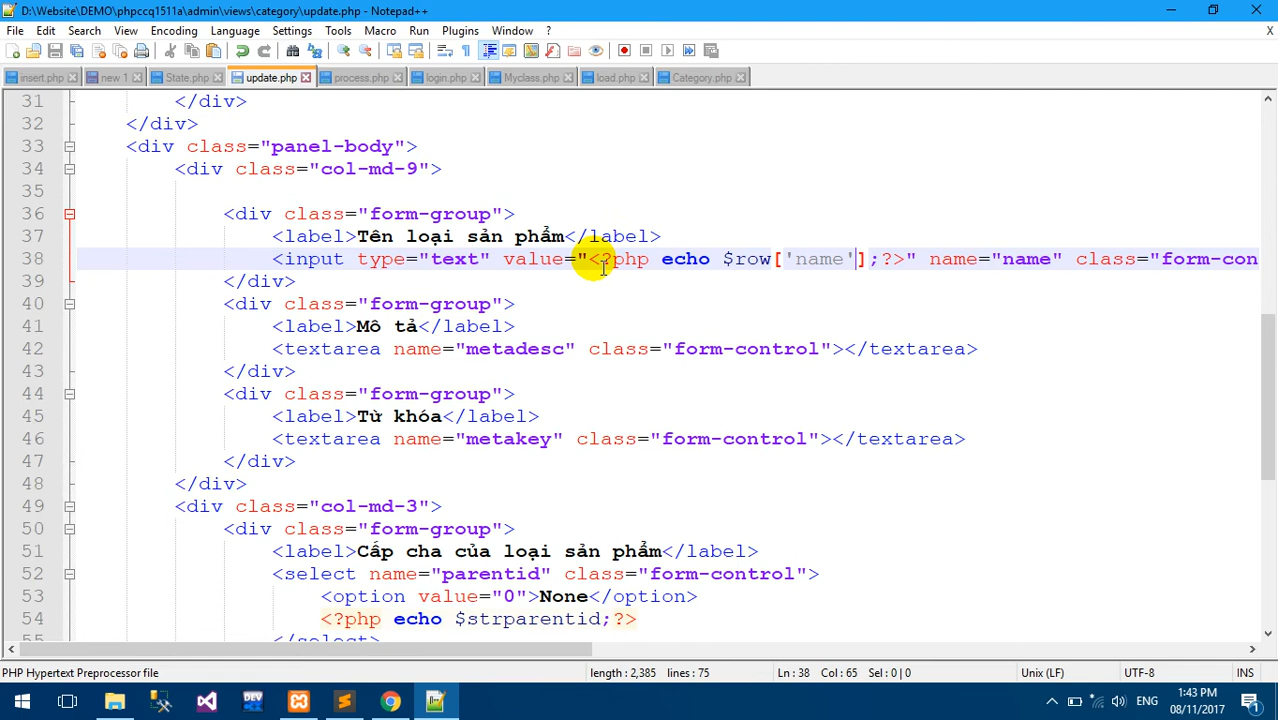 D:\Website\DEMO\phpccq1511a\admin\views\category\update.php - Notepad++
File Edit Search View Encoding Language Settings Tools Macro Run Plugins Window ? X
insert.php new 1 State.php update.php process.php login.php Myclass.php load.php Category.php
31 </div>
32 </div>
33 <div class="panel-body">
34 <div class="col-md-9">
35
36 <div class="form-group">
37 <label>Tên loại sản phẩm</label>
38 <input type="text" value="<?php echo $row['name'];?>" name="name" class="form-con
39 </div>
40 <div class="form-group">
41 <label>Mô tả</label>
42 <textarea name="metadesc" class="form-control"></textarea>
43 </div>
44 <div class="form-group">
45 <label>Từ khóa</label>
46 <textarea name="metakey" class="form-control"></textarea>
47 </div>
48 </div>
49 <div class="col-md-3">
50 <div class="form-group">
51 <label>Cấp cha của loại sản phẩm</label>
52 <select name="parentid" class="form-control">
53 <option value="0">None</option>
54 <?php echo $strparentid;?>
55 </select>
PHP Hypertext Preprocessor file length : 2,385 lines : 75 Ln : 38 Col : 65 Sel : 0 | 0 Unix (LF) UTF-8 INS
DEV ENG 1:43 PM
08/11/2017 1